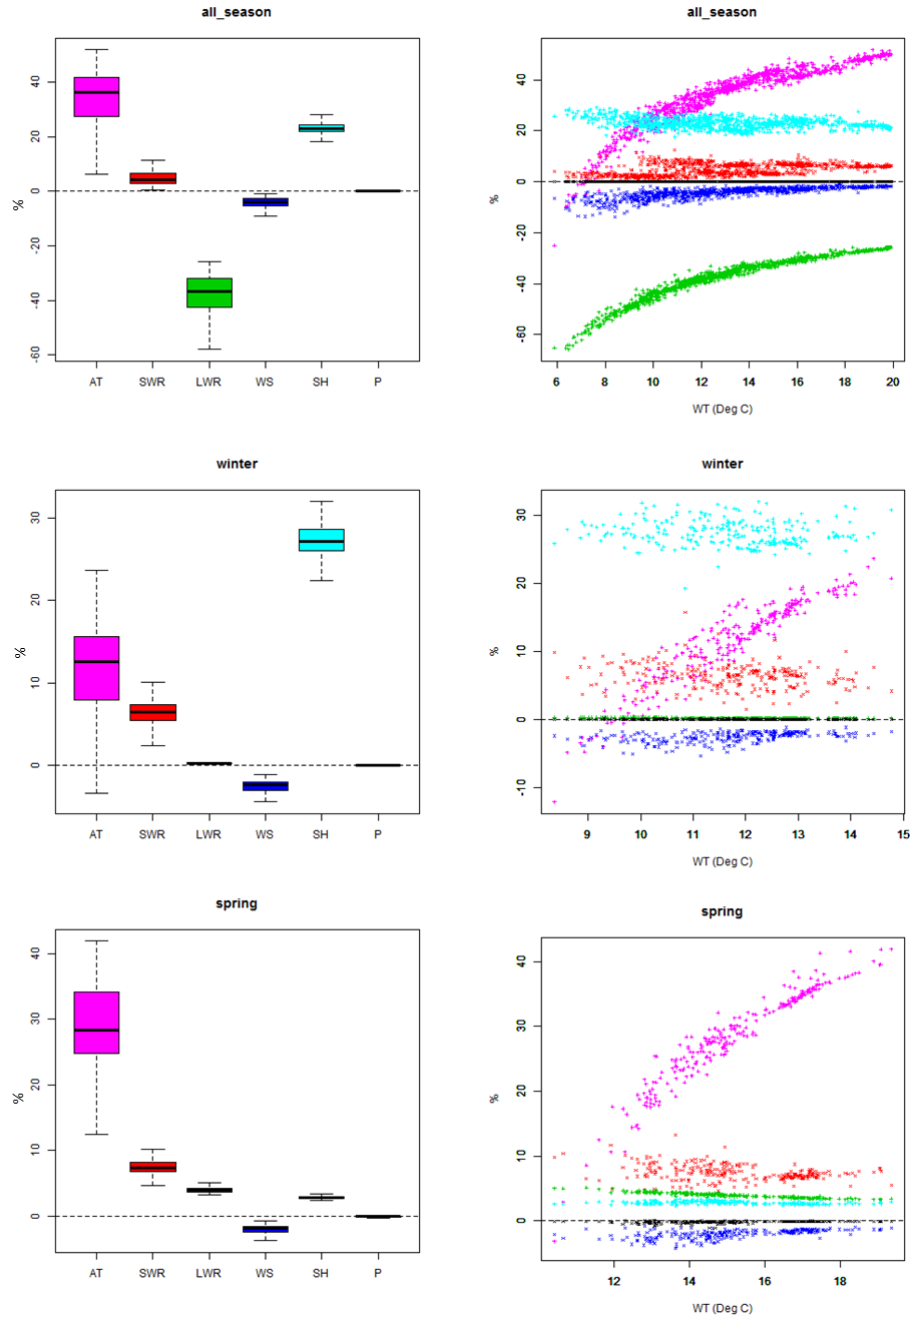 all_season
%
40
20
0
-20
-40
-60
AT SWR LWR WS SH P
all_season
%
40
20
0
-20
-40
-60
6 8 10 12 14 16 18 20
WT (Deg C)
winter
%
30
20
10
0
AT SWR LWR WS SH P
winter
%
30
20
10
0
-10
9 10 11 12 13 14 15
WT (Deg C)
spring
%
40
30
20
10
0
AT SWR LWR WS SH P
spring
%
40
30
20
10
0
12 14 16 18
WT (Deg C)